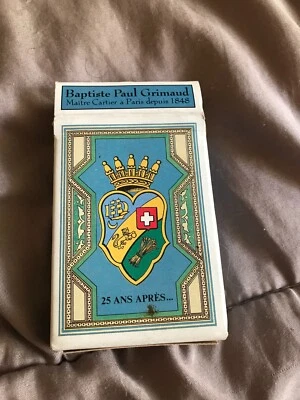 Baptiste Paul Grimaud
Maître Cartier à Paris depuis 1848
25 ANS APRÈS...